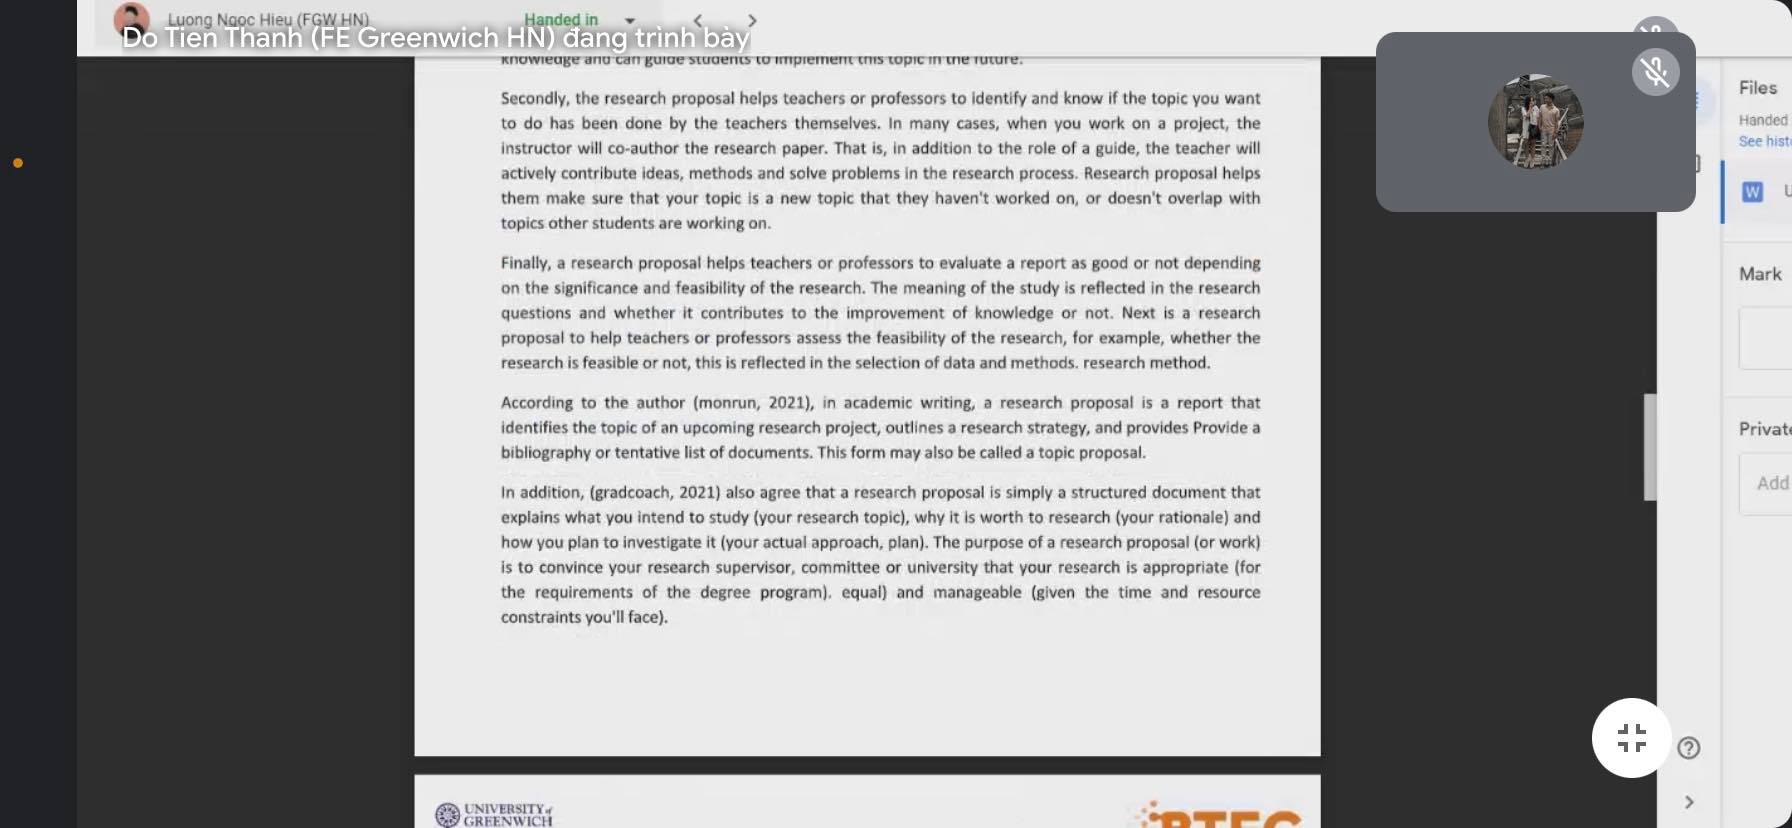 Luong Ngoc Hieu (FGW HN)
Handed in
Do Tien Thanh (FE Greenwich HN) đang trình bày
knowledge and can guide students to implement this topic in the future.
Secondly, the research proposal helps teachers or professors to identify and know if the topic you want
to do has been done by the teachers themselves. In many cases, when you work on a project, the
instructor will co-author the research paper. That is, in addition to the role of a guide, the teacher will
actively contribute ideas, methods and solve problems in the research process. Research proposal helps
them make sure that your topic is a new topic that they haven't worked on, or doesn't overlap with
topics other students are working on.
Finally, a research proposal helps teachers or professors to evaluate a report as good or not depending
on the significance and feasibility of the research. The meaning of the study is reflected in the research
questions and whether it contributes to the improvement of knowledge or not. Next is a research
proposal to help teachers or professors assess the feasibility of the research, for example, whether the
research is feasible or not, this is reflected in the selection of data and methods. research method.
According to the author (monrun, 2021), in academic writing, a research proposal is a report that
identifies the topic of an upcoming research project, outlines a research strategy, and provides Provide a
bibliography or tentative list of documents. This form may also be called a topic proposal.
In addition, (gradcoach, 2021) also agree that a research proposal is simply a structured document that
explains what you intend to study (your research topic), why it is worth to research (your rationale) and
how you plan to investigate it (your actual approach, plan). The purpose of a research proposal (or work)
is to convince your research supervisor, committee or university that your research is appropriate (for
the requirements of the degree program). equal) and manageable (given the time and resource
constraints you'll face).
UNIVERSITY of
GREENWICH
BTEC
Files
Handed
See hist
W U
Mark
Private
Add